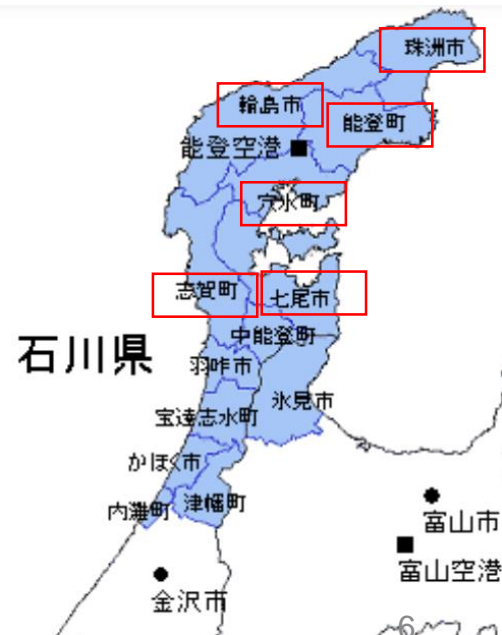 珠洲市
輪島市
能登町
能登空港
穴水町
志賀町
七尾市
中能登町
石川県
羽咋市
氷見市
宝達志水町
かほく市
内灘町
津幡町
富山市
富山空港
金沢市
6